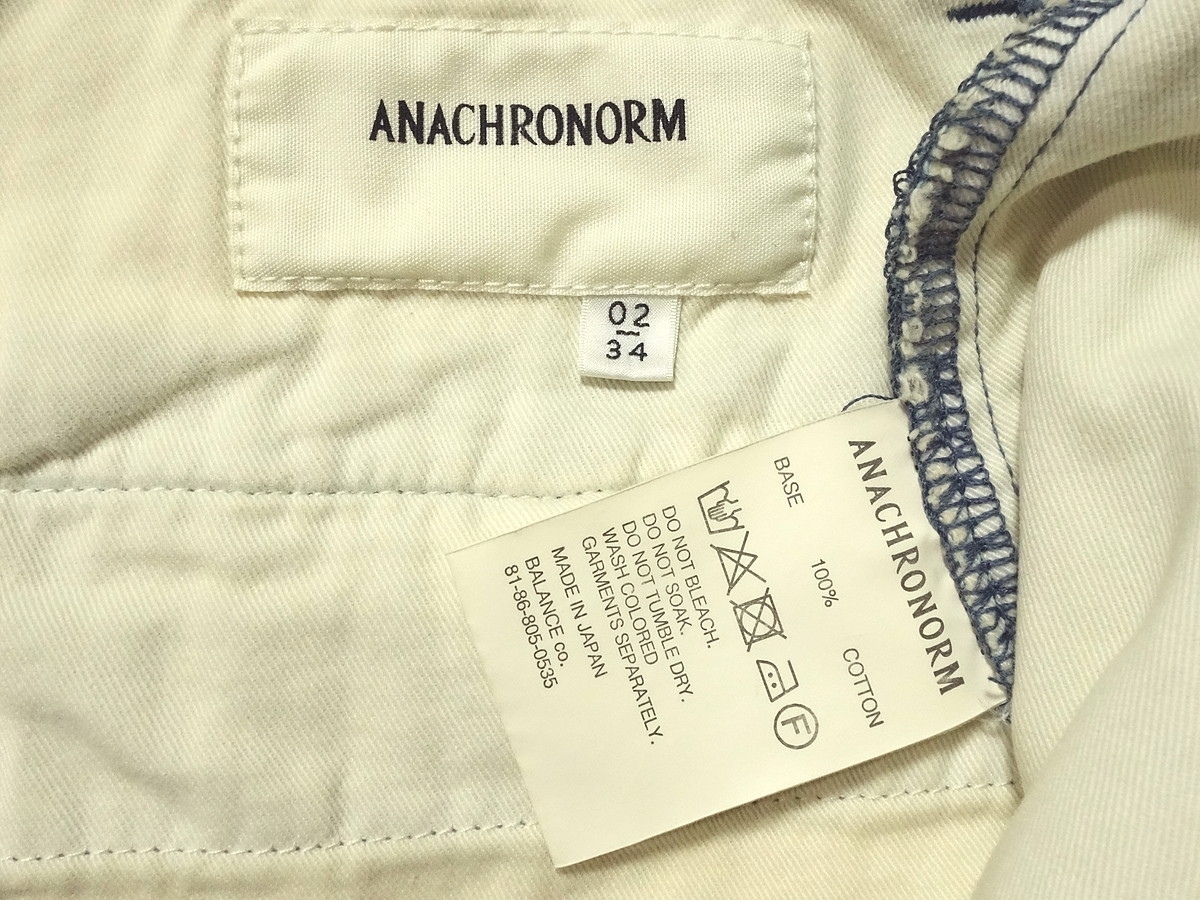 ANACHRONORM
02
34
ANACHRONORM
BASE 100% COTTON
F
DO NOT BLEACH.
DO NOT SOAK.
DO NOT TUMBLE DRY.
WASH COLORED
GARMENTS SEPARATELY.
MADE IN JAPAN
BALANCE co.
81-86-805-0535